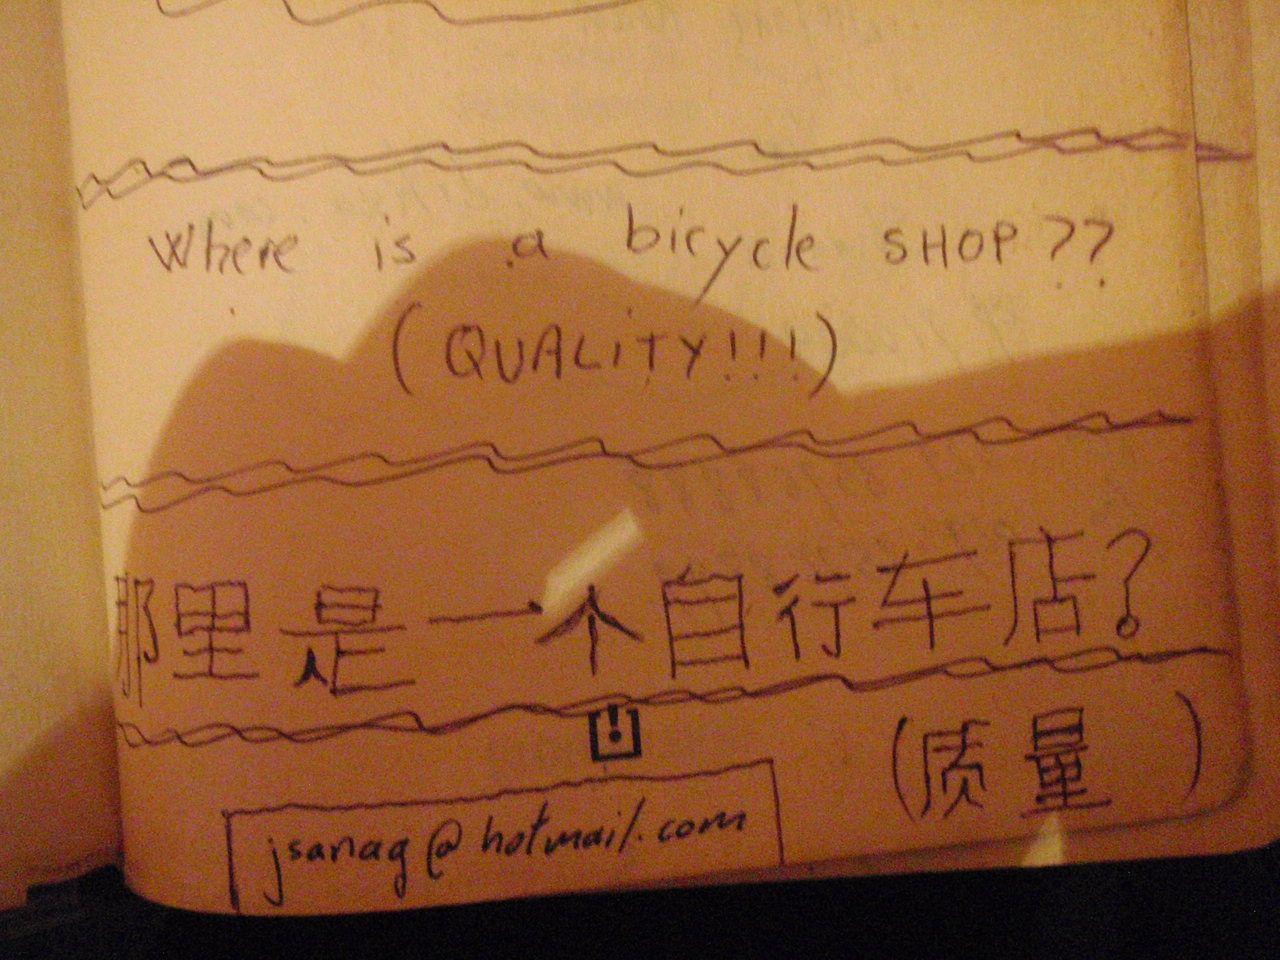 Where is a bicycle SHOP??
(QUALITY!!!)
那里是一个自行车店?
(质量)
jsanag@hotmail.com